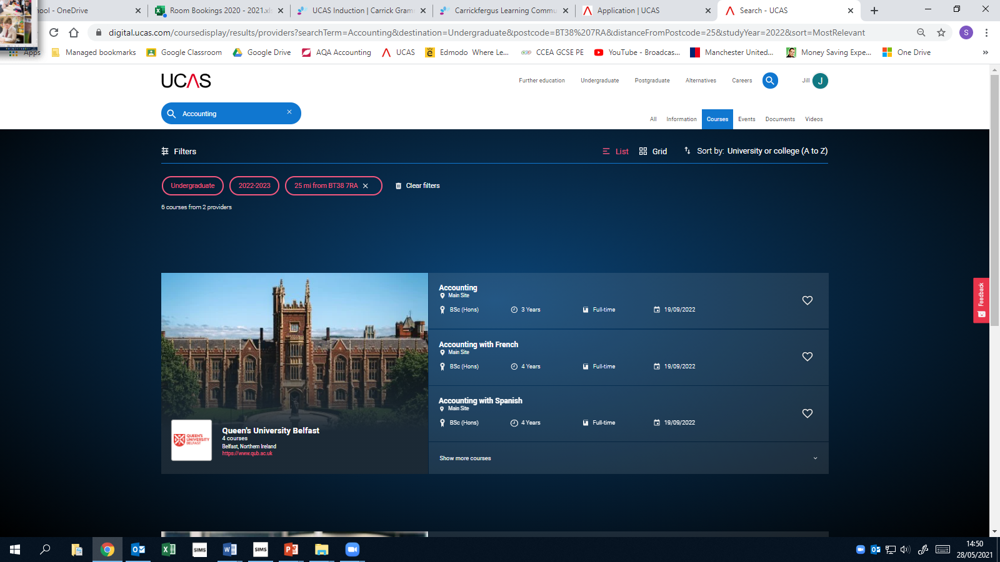 hool - OneDrive
Room Bookings 2020 - 2021.xls
UCAS Induction | Carrick Gram
Carrickfergus Learning Commu
Application | UCAS
Search - UCAS
digital.ucas.com/coursedisplay/results/providers?searchTerm=Accounting&destination=Undergraduate&postcode=BT38%207RA&distanceFromPostcode=25&studyYear=2022&sort=MostRelevant
S
Apps
Managed bookmarks
Google Classroom
Google Drive
AQA Accounting
UCAS
Edmodo Where Le...
CCEA GCSE PE
YouTube - Broadcas...
Manchester United...
Money Saving Expe...
One Drive
»
UCAS
Further education
Undergraduate
Postgraduate
Alternatives
Careers
Jill
J
Accounting
All
Information
Courses
Events
Documents
Videos
Filters
List
Grid
Sort by: University or college (A to Z)
Undergraduate
2022-2023
25 mi from BT38 7RA
Clear filters
6 courses from 2 providers
Accounting
Main Site
BSc (Hons)
3 Years
Full-time
19/09/2022
Accounting with French
Main Site
BSc (Hons)
4 Years
Full-time
19/09/2022
Accounting with Spanish
Main Site
BSc (Hons)
4 Years
Full-time
19/09/2022
Show more courses
QUEEN'S
UNIVERSITY
BELFAST
Queen's University Belfast
4 courses
Belfast, Northern Ireland
https://www.qub.ac.uk
Feedback
SIMS
SIMS
14:50
28/05/2021